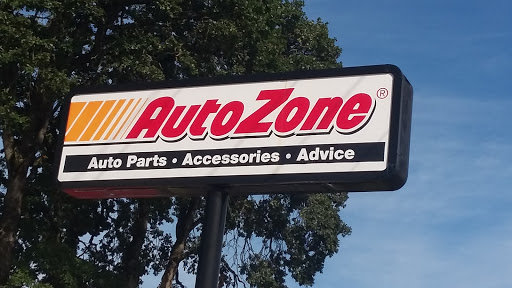 AutoZone®
Auto Parts • Accessories • Advice